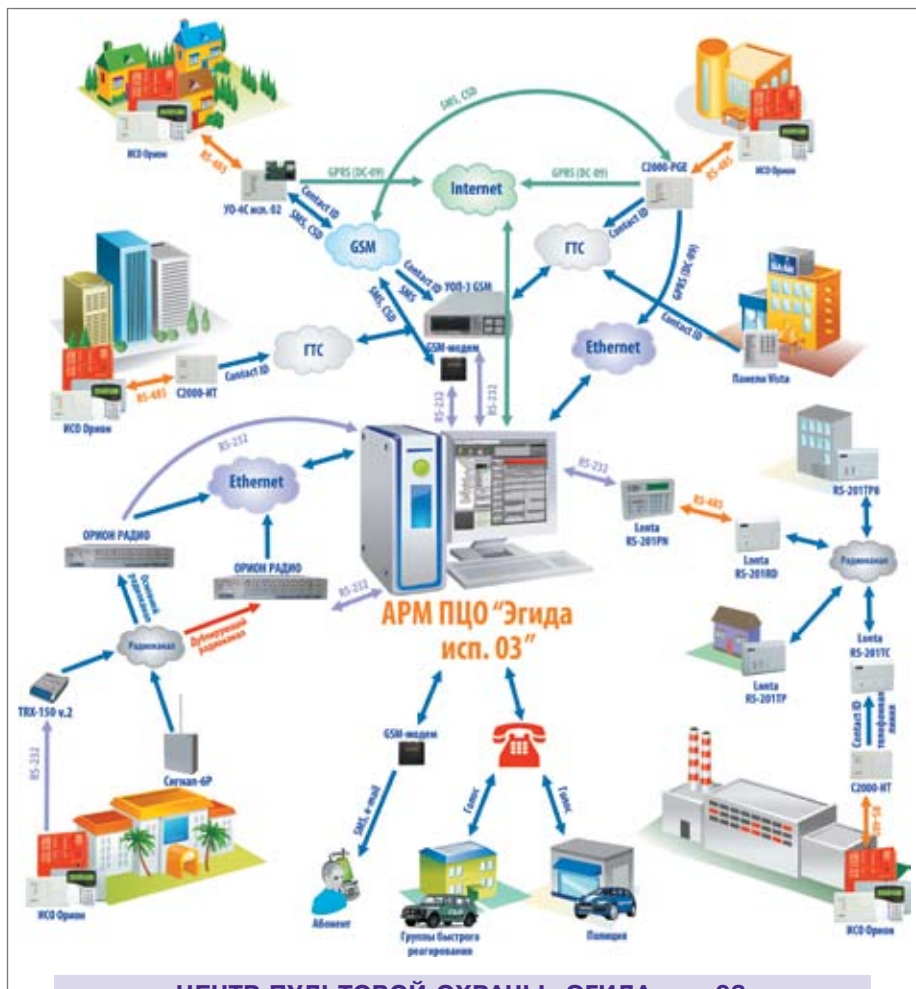 SMS, CSD
ИСО Орион
RS-485
УО-4С исп. 02
GPRS (DC-09)
Internet
GPRS (DC-09)
С2000-PGE
RS-485
ИСО Орион
Contact ID
SMS, CSD
GSM
Contact ID
SMS
УОП-3 GSM
ГТС
Contact ID
GPRS (DC-09)
BANK
Contact ID
Панели Vista
SMS, CSD
GSM-модем
Ethernet
ГТС
Contact ID
С2000-ИТ
RS-485
ИСО Орион
RS-232
RS-232
RS-232
Ethernet
ОРИОН РАДИО
ОРИОН РАДИО
RS-232
RS-232
Lonta
RS-201PN
RS-485
Lonta
RS-201RD
RS-201TP8
Радиоканал
Lonta
RS-201TP
Lonta
RS-201TC
Contact ID
телефонная
линия
С2000-ИТ
RS-485
ИСО Орион
АРМ ПЦО "Эгида
исп. 03"
Основной
радиоканал
Дублирующий
радиоканал
Радиоканал
TRX-150 v.2
RS-232
Сигнал-6Р
ИСО Орион
GSM-модем
SMS, e-mail
Абонент
Голос
Голос
Группы быстрого
реагирования
Полиция